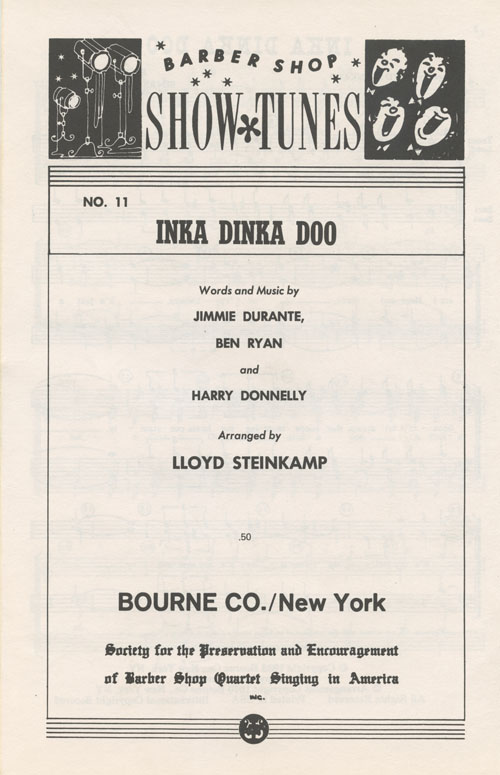 BARBER SHOP
SHOW*TUNES
NO. 11
INKA DINKA DOO
Words and Music by
JIMMIE DURANTE,
BEN RYAN
and
HARRY DONNELLY
Arranged by
LLOYD STEINKAMP
.50
BOURNE CO./New York
Society for the Preservation and Encouragement
of Barber Shop Quartet Singing in America
INC.